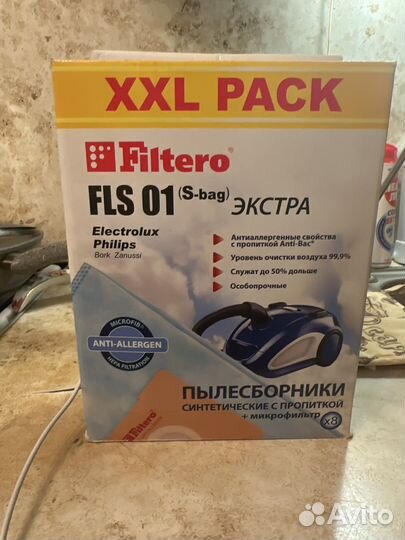 XXL PACK
Filtero
FLS 01 (S-bag) ЭКСТРА
Electrolux
Philips
Bork Zanussi
Антиаллергенные свойства
с пропиткой Anti-Bac*
Уровень очистки воздуха 99,9%
Служат до 50% дольше
Особопрочные
MICROFIB®
ANTI-ALLERGEN
HEPA FILTRATION
ПЫЛЕСБОРНИКИ
СИНТЕТИЧЕСКИЕ С ПРОПИТКОЙ
+ микрофильтр
x8
Filtero
Avito